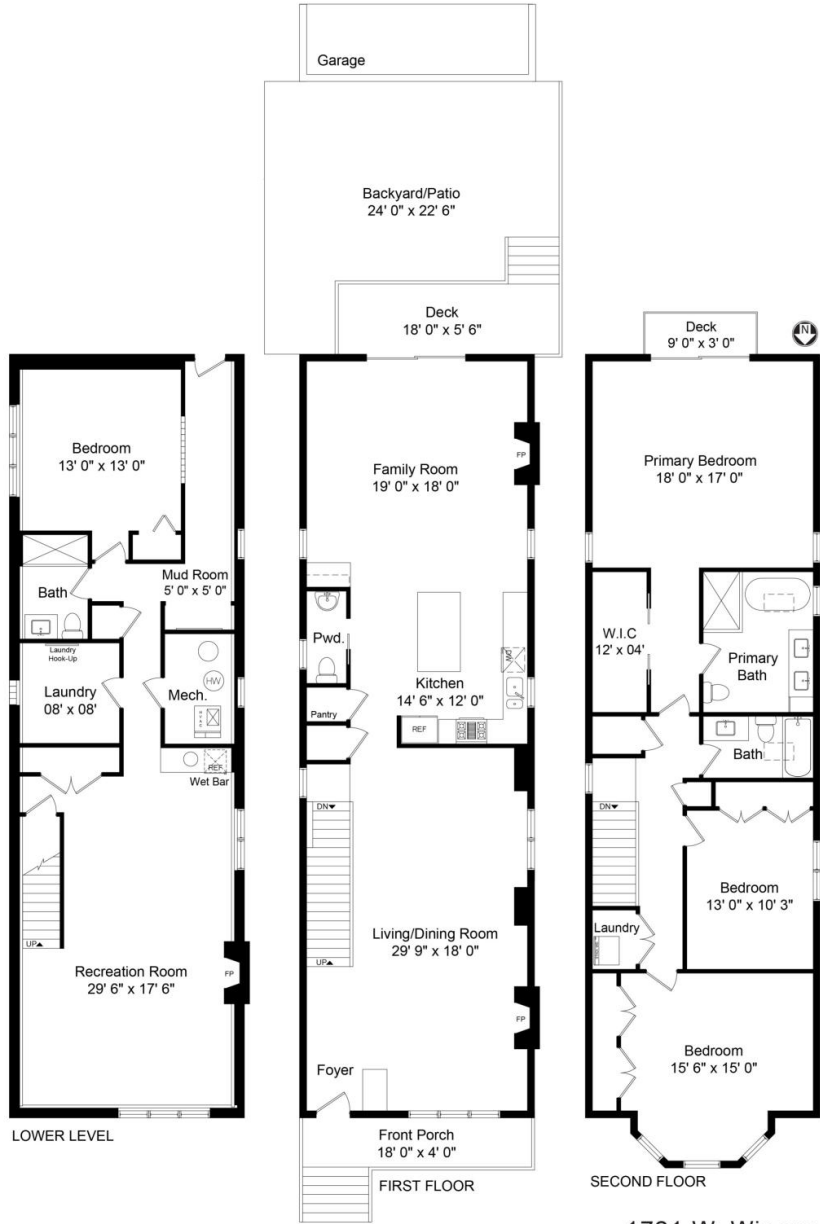 Garage
Backyard/Patio
24' 0" x 22' 6"
Deck
18' 0" x 5' 6"
Deck
9' 0" x 3' 0"
N
Bedroom
13' 0" x 13' 0"
Mud Room
5' 0" x 5' 0"
Bath
Laundry
Hook-Up
Laundry
08' x 08'
Mech.
HW
REF
Wet Bar
UP
FP
Recreation Room
29' 6" x 17' 6"
LOWER LEVEL
FP
Family Room
19' 0" x 18' 0"
Pwd.
DW
Kitchen
14' 6" x 12' 0"
Pantry
REF
DN
Living/Dining Room
29' 9" x 18' 0"
UP
FP
Foyer
Front Porch
18' 0" x 4' 0"
FIRST FLOOR
Primary Bedroom
18' 0" x 17' 0"
W.I.C
12' x 04'
Primary
Bath
Bath
DN
Bedroom
13' 0" x 10' 3"
Laundry
Bedroom
15' 6" x 15' 0"
SECOND FLOOR